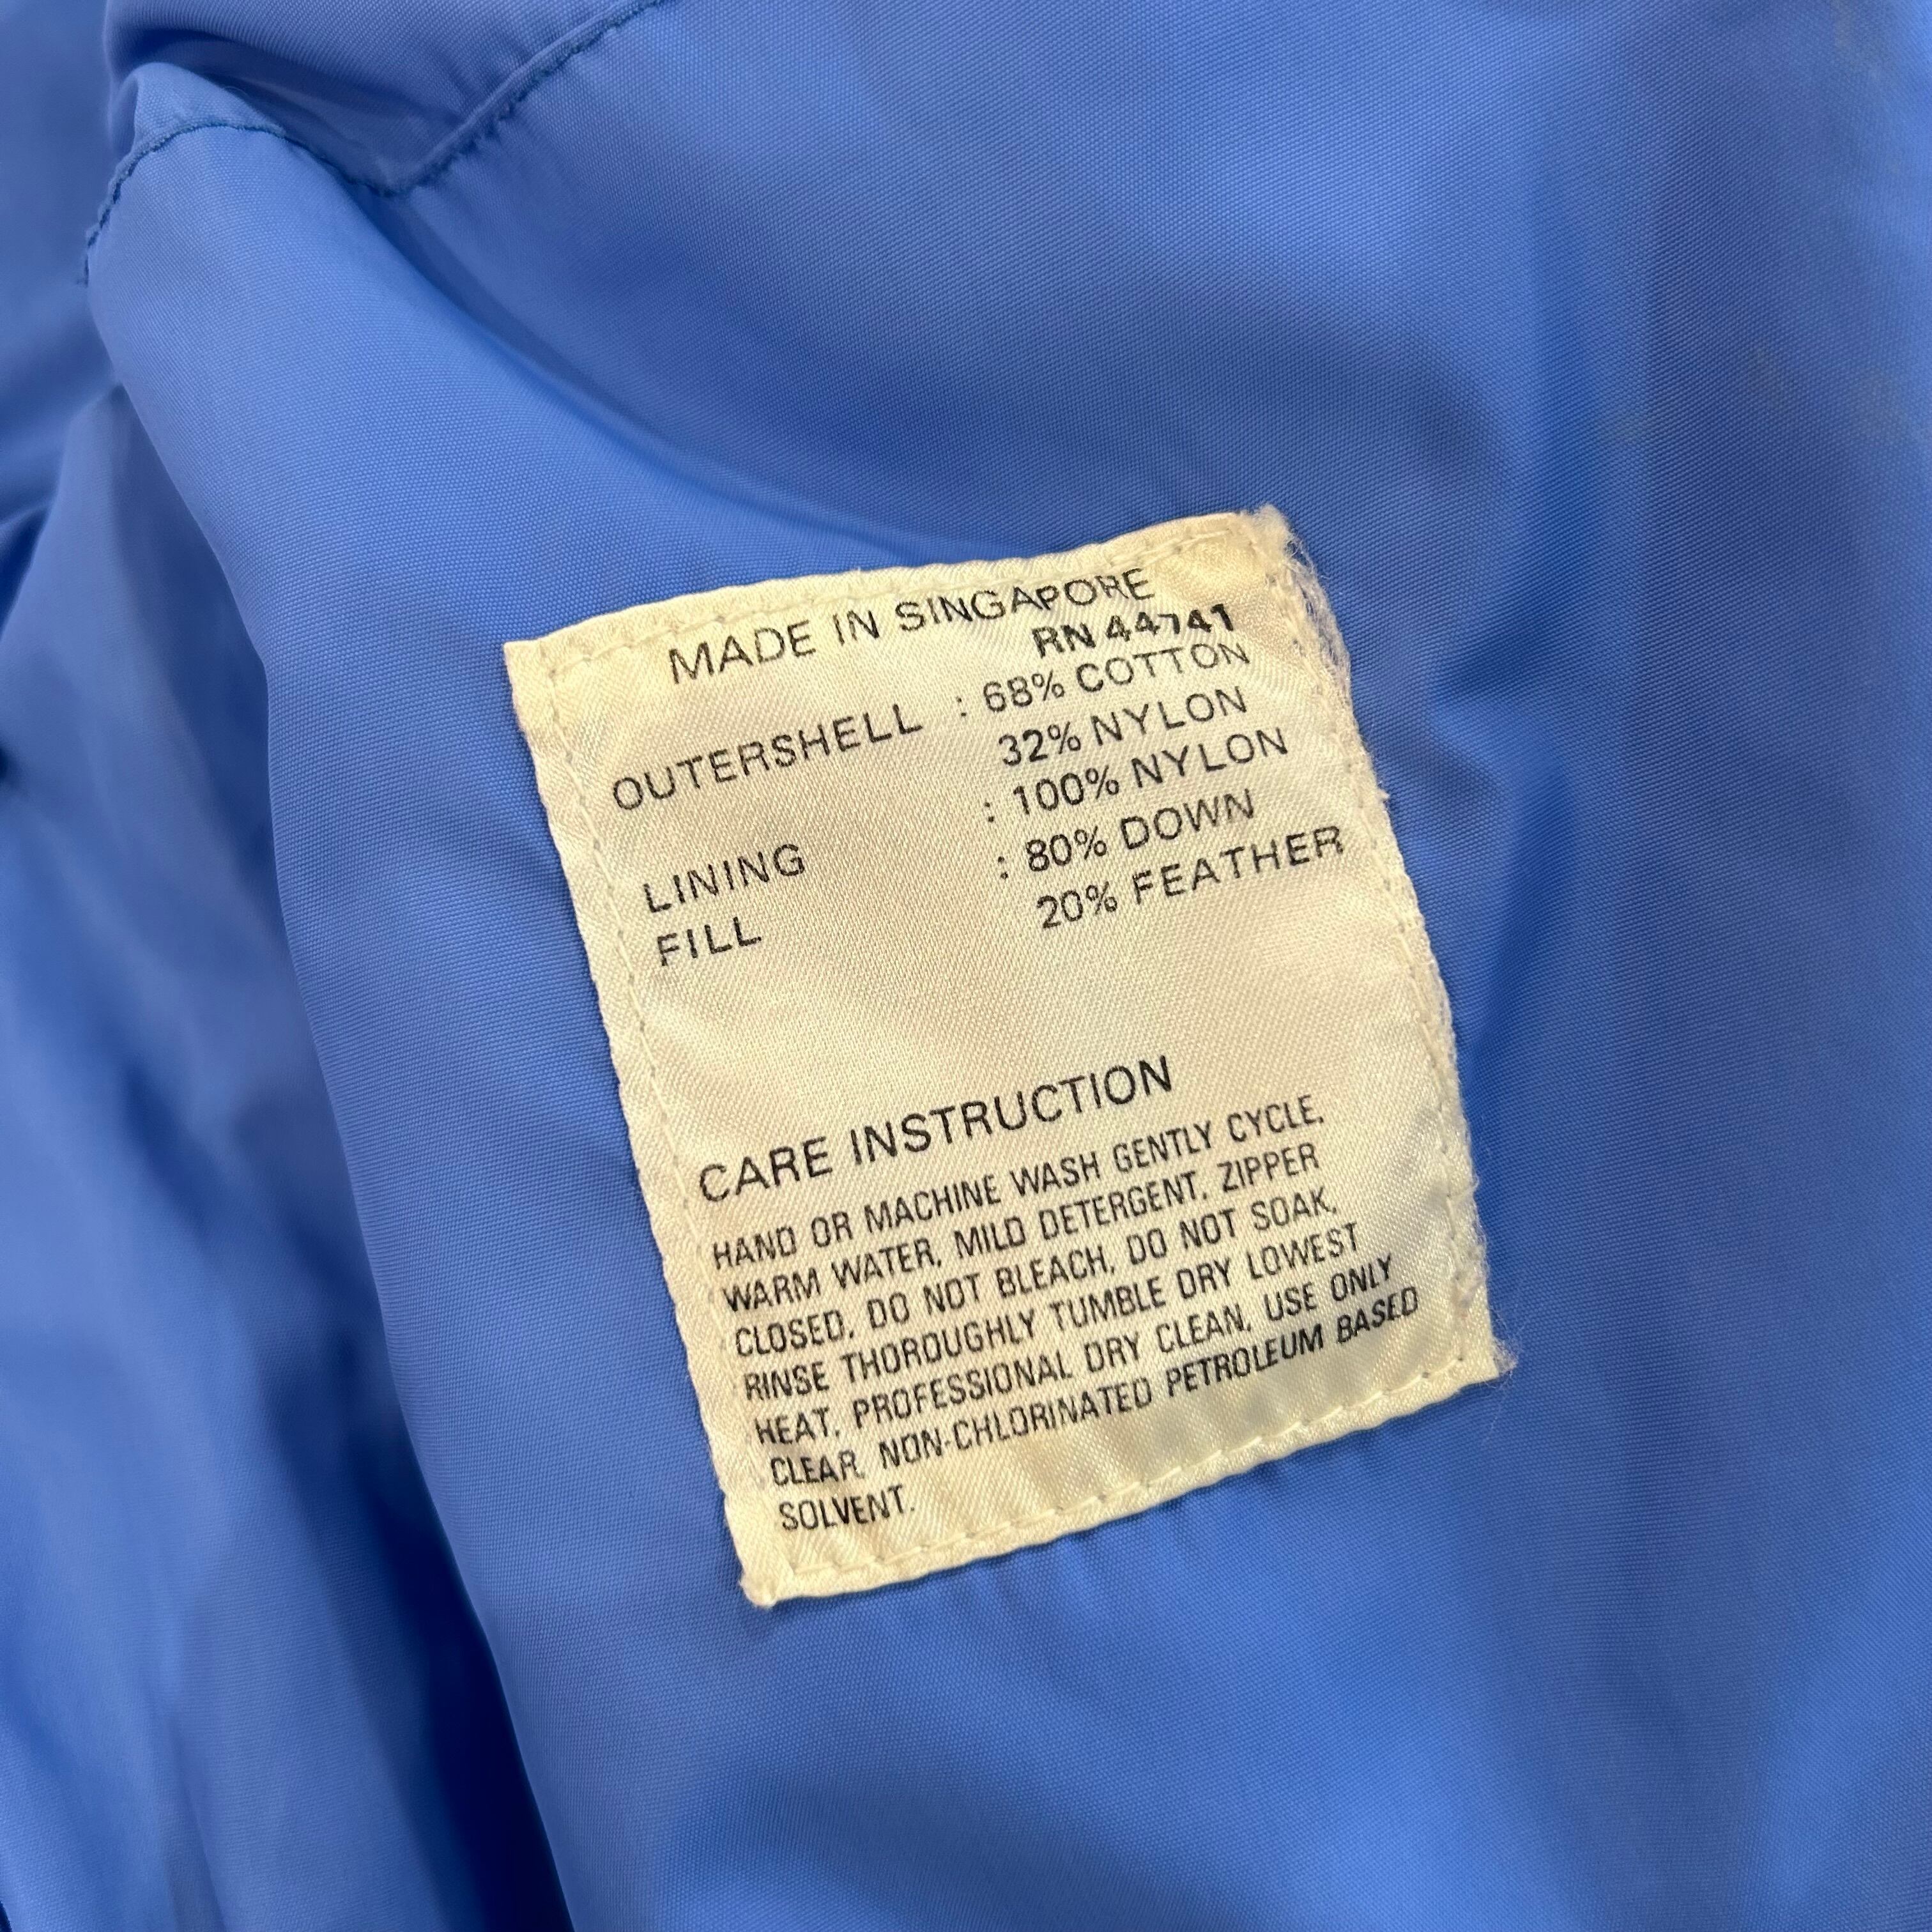 MADE IN SINGAPORE
RN 44741
OUTERSHELL : 68% COTTON
32% NYLON
LINING : 100% NYLON
FILL : 80% DOWN
20% FEATHER
CARE INSTRUCTION
HAND OR MACHINE WASH GENTLY CYCLE,
WARM WATER, MILD DETERGENT, ZIPPER
CLOSED, DO NOT BLEACH, DO NOT SOAK,
RINSE THOROUGHLY TUMBLE DRY LOWEST
HEAT, PROFESSIONAL DRY CLEAN, USE ONLY
CLEAR, NON-CHLORINATED PETROLEUM BASED
SOLVENT.